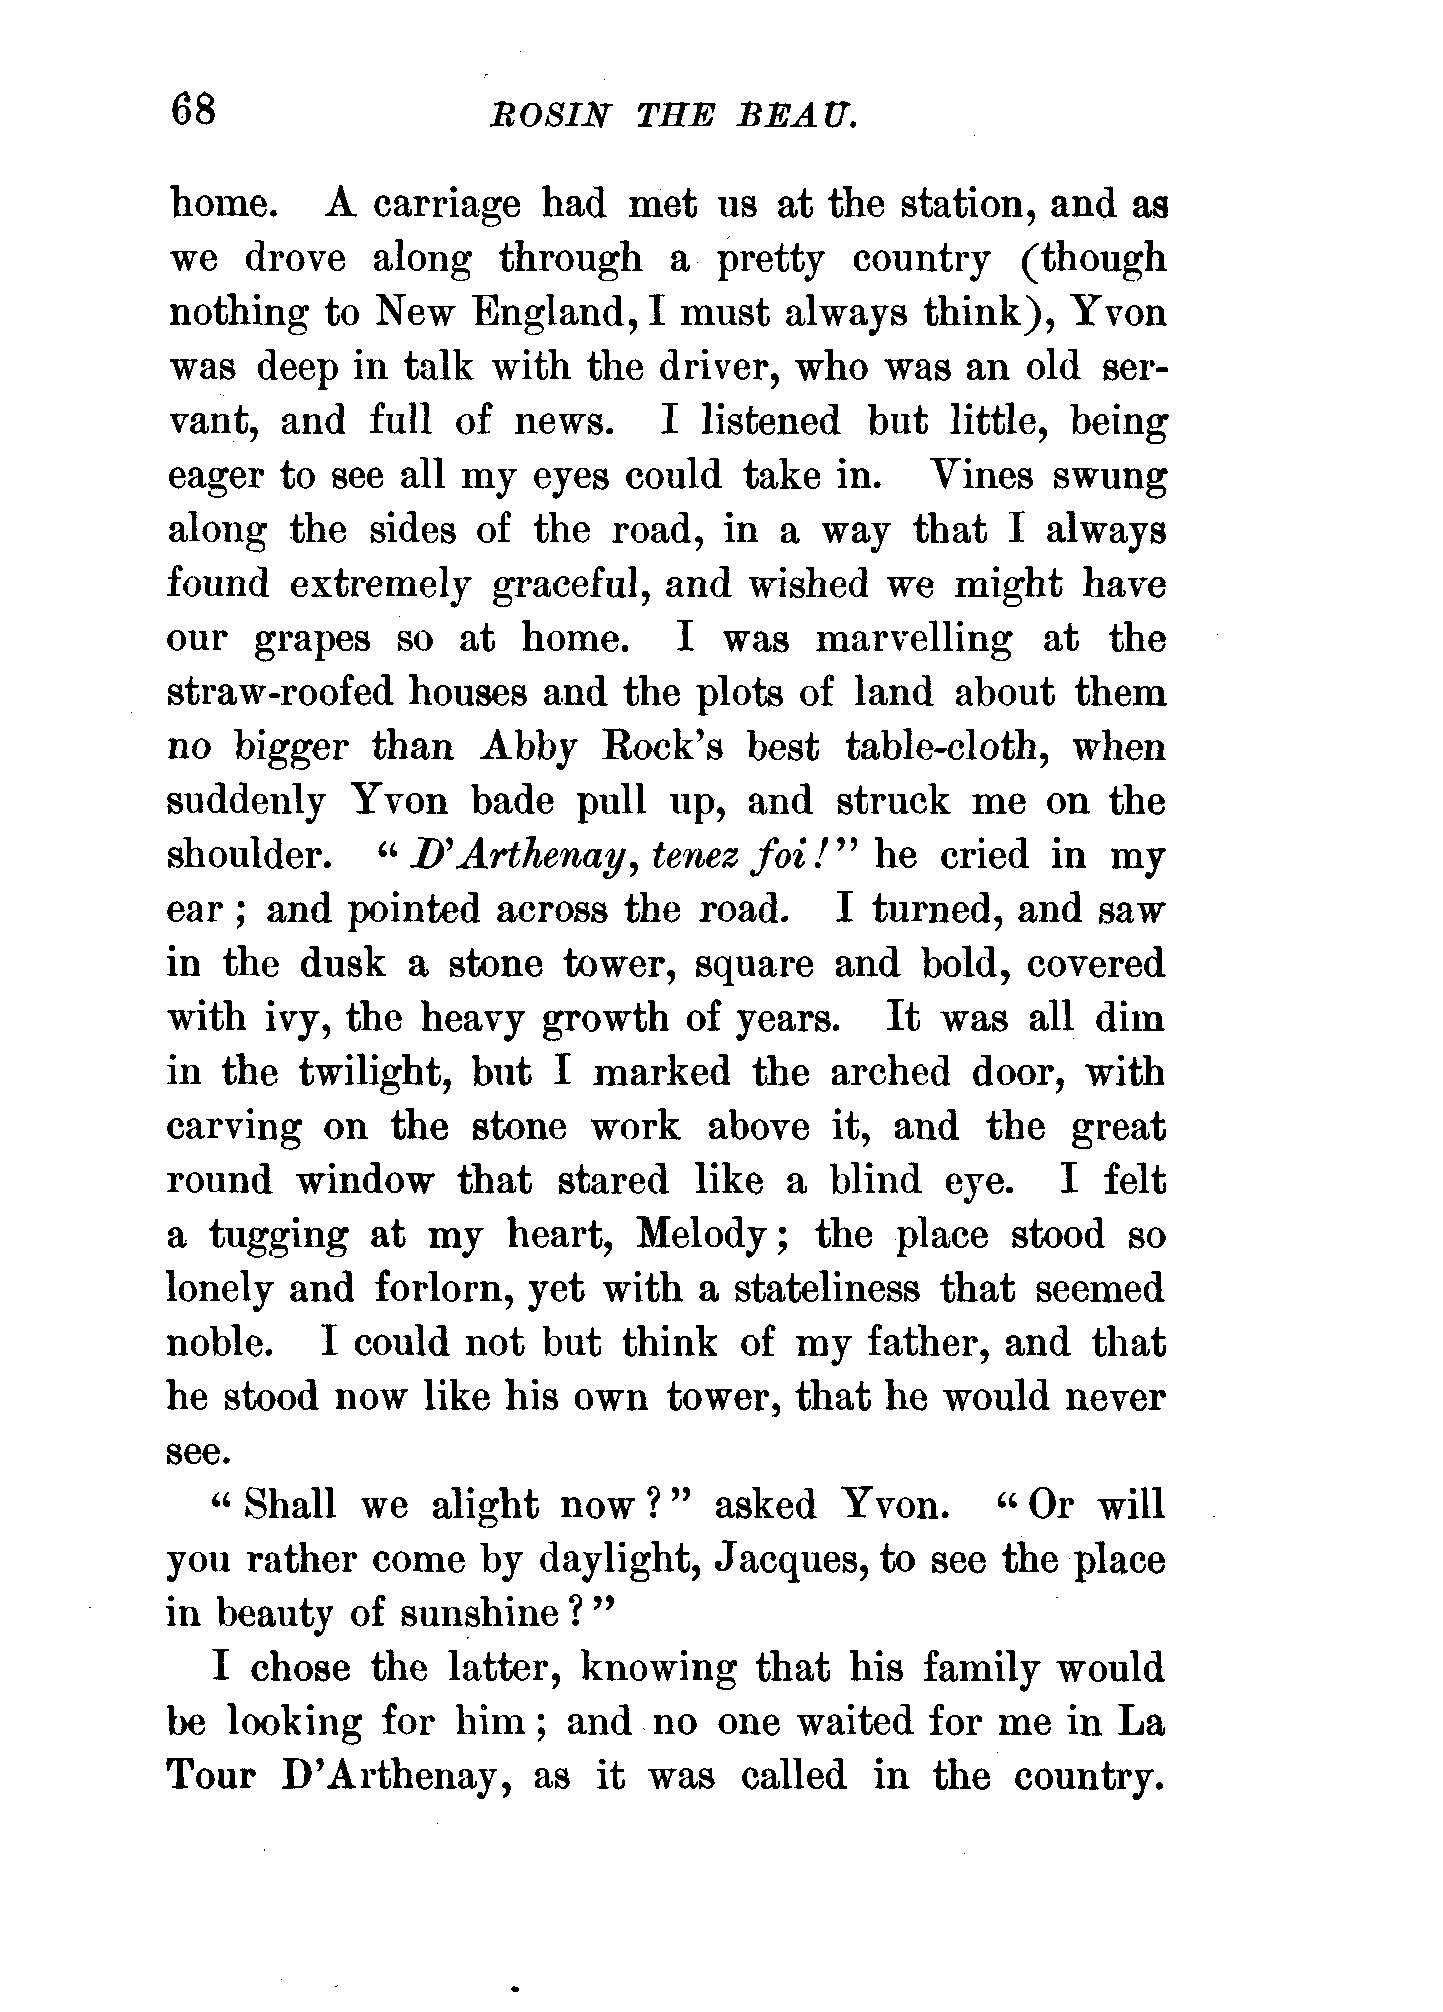 68 ROSIN THE BEAU.
home. A carriage had met us at the station, and as
we drove along through a pretty country (though
nothing to New England, I must always think), Yvon
was deep in talk with the driver, who was an old ser-
vant, and full of news. I listened but little, being
eager to see all my eyes could take in. Vines swung
along the sides of the road, in a way that I always
found extremely graceful, and wished we might have
our grapes so at home. I was marvelling at the
straw-roofed houses and the plots of land about them
no bigger than Abby Rock's best table-cloth, when
suddenly Yvon bade pull up, and struck me on the
shoulder. "D'Arthenay, tenez foi!" he cried in my
ear; and pointed across the road. I turned, and saw
in the dusk a stone tower, square and bold, covered
with ivy, the heavy growth of years. It was all dim
in the twilight, but I marked the arched door, with
carving on the stone work above it, and the great
round window that stared like a blind eye. I felt
a tugging at my heart, Melody; the place stood so
lonely and forlorn, yet with a stateliness that seemed
noble. I could not but think of my father, and that
he stood now like his own tower, that he would never
see.
"Shall we alight now?" asked Yvon. "Or will
you rather come by daylight, Jacques, to see the place
in beauty of sunshine?"
I chose the latter, knowing that his family would
be looking for him; and no one waited for me in La
Tour D'Arthenay, as it was called in the country.